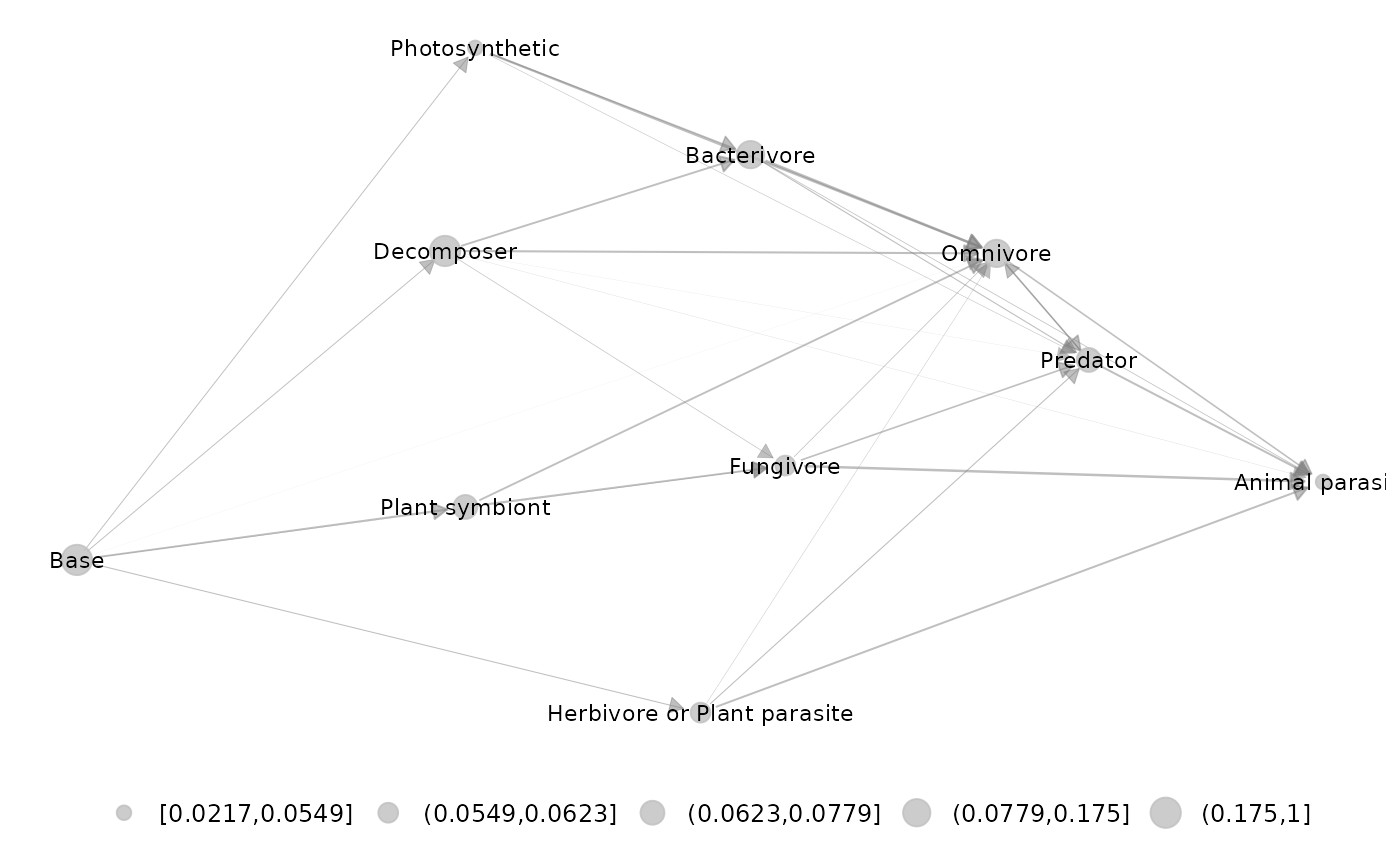 Photosynthetic
Bacterivore
Decomposer
Omnivore
Predator
Fungivore
Animal parasi
Plant symbiont
Base
Herbivore or Plant parasite
[0.0217,0.0549]
(0.0549,0.0623]
(0.0623,0.0779]
(0.0779,0.175]
(0.175,1]